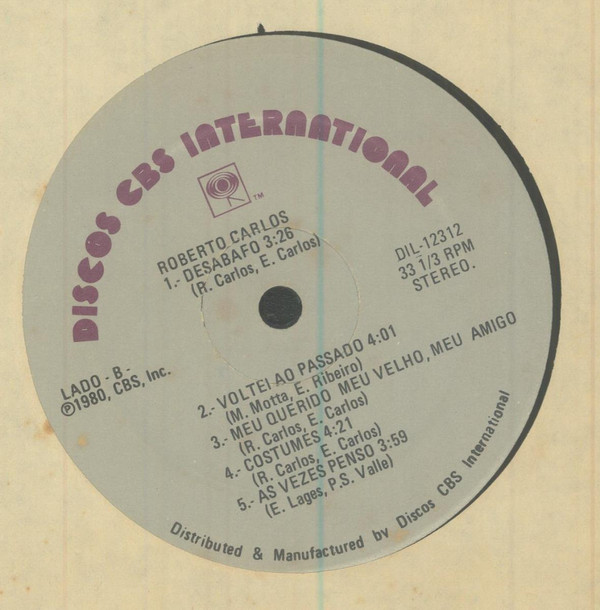 DISCOS CBS INTERNATIONAL
TM
ROBERTO CARLOS
1.- DESABAFO 3:26
(R. Carlos, E. Carlos)
DIL-12312
33 1/3 RPM
STEREO.
LADO - B -
℗1980, CBS, Inc.
2.- VOLTEI AO PASSADO 4:01
(M. Motta, E. Ribeiro)
3.- MEU QUERIDO MEU VELHO, MEU AMIGO
(R. Carlos, E. Carlos)
4.- COSTUMES 4:21
(R. Carlos, E. Carlos)
5.- AS VEZES PENSO 3:59
(E. Lages, P.S. Valle)
Distributed & Manufactured by Discos CBS International